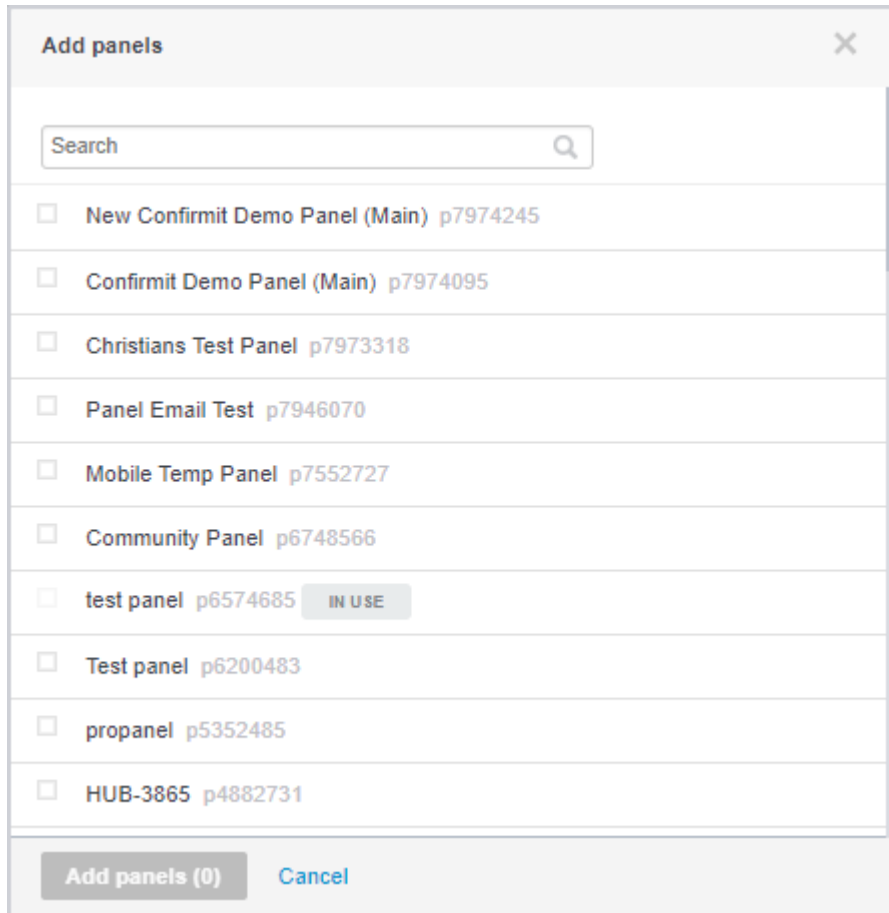 Add panels
Search
New Confirmit Demo Panel (Main) p7974245
Confirmit Demo Panel (Main) p7974095
Christians Test Panel p7973318
Panel Email Test p7946070
Mobile Temp Panel p7552727
Community Panel p6748566
test panel p6574685 IN USE
Test panel p6200483
propanel p5352485
HUB-3865 p4882731
Add panels (0) Cancel